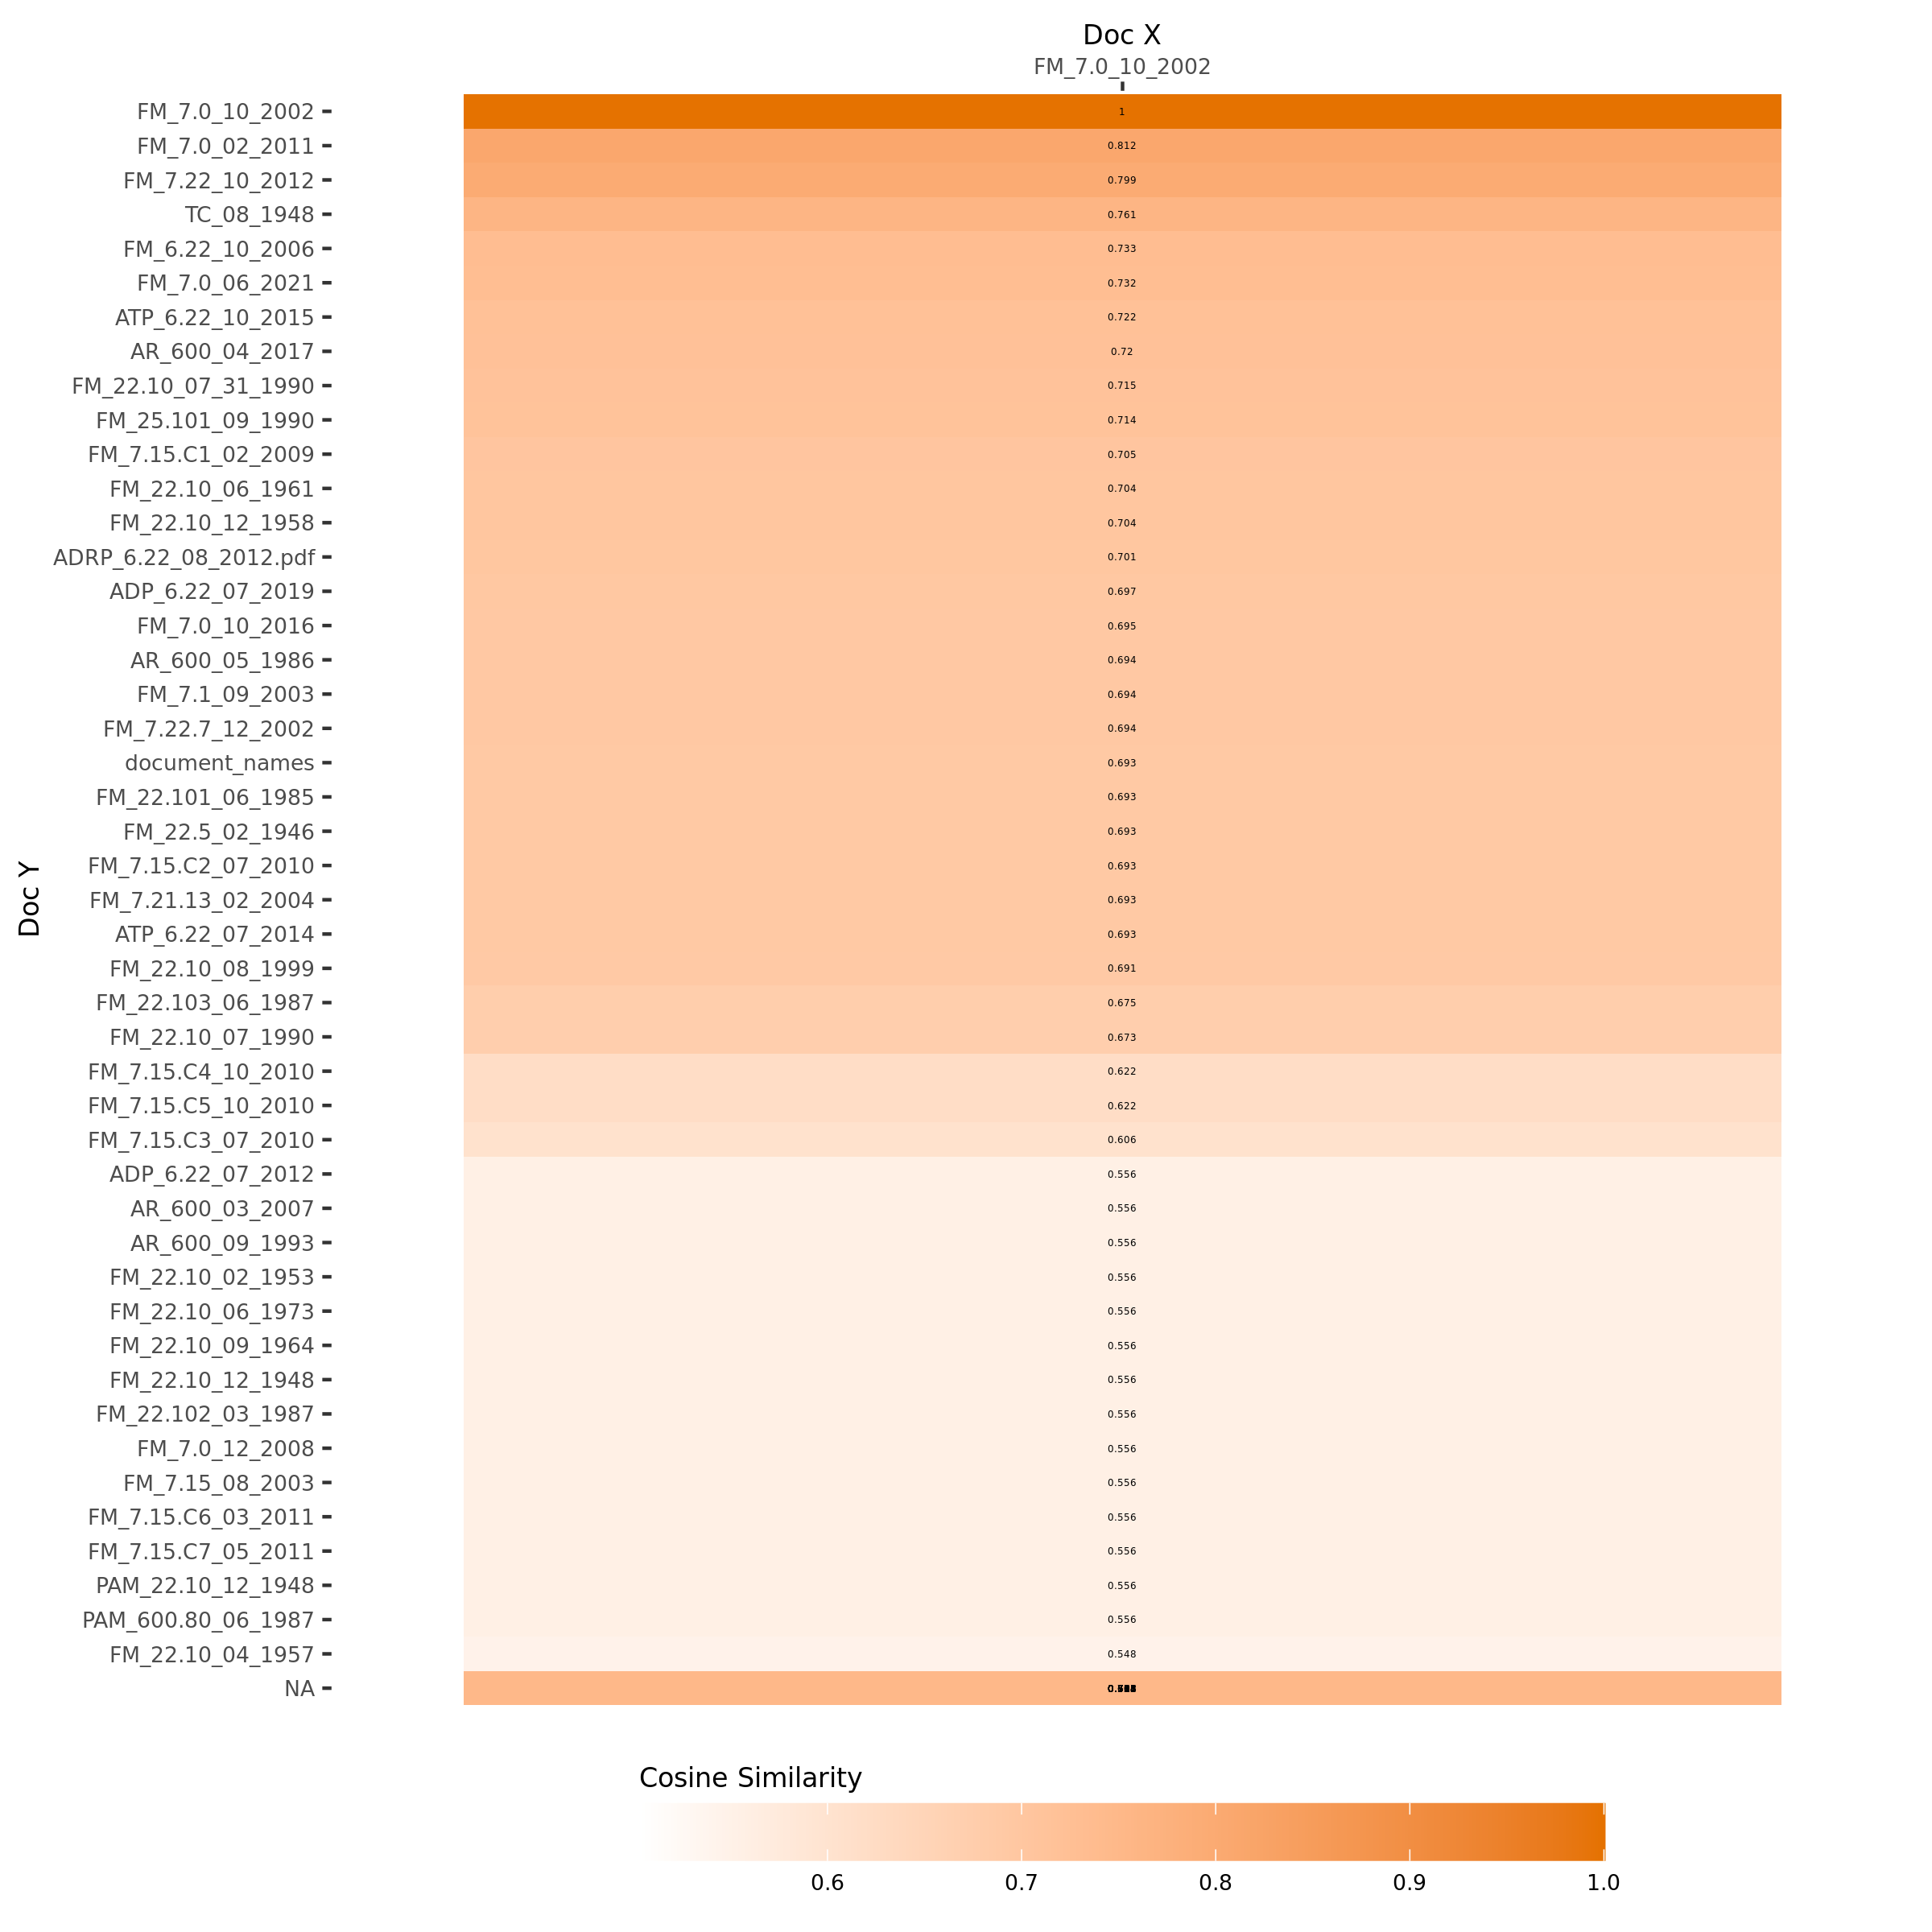 Doc X
FM_7.0_10_2002
FM_7.0_10_2002 1
FM_7.0_02_2011 0.812
FM_7.22_10_2012 0.799
TC_08_1948 0.761
FM_6.22_10_2006 0.733
FM_7.0_06_2021 0.732
ATP_6.22_10_2015 0.722
AR_600_04_2017 0.72
FM_22.10_07_31_1990 0.715
FM_25.101_09_1990 0.714
FM_7.15.C1_02_2009 0.705
FM_22.10_06_1961 0.704
FM_22.10_12_1958 0.704
ADRP_6.22_08_2012.pdf 0.701
ADP_6.22_07_2019 0.697
FM_7.0_10_2016 0.695
AR_600_05_1986 0.694
FM_7.1_09_2003 0.694
FM_7.22.7_12_2002 0.694
document_names 0.693
FM_22.101_06_1985 0.693
FM_22.5_02_1946 0.693
FM_7.15.C2_07_2010 0.693
FM_7.21.13_02_2004 0.693
ATP_6.22_07_2014 0.693
FM_22.10_08_1999 0.691
FM_22.103_06_1987 0.675
FM_22.10_07_1990 0.673
FM_7.15.C4_10_2010 0.622
FM_7.15.C5_10_2010 0.622
FM_7.15.C3_07_2010 0.606
ADP_6.22_07_2012 0.556
AR_600_03_2007 0.556
AR_600_09_1993 0.556
FM_22.10_02_1953 0.556
FM_22.10_06_1973 0.556
FM_22.10_09_1964 0.556
FM_22.10_12_1948 0.556
FM_22.102_03_1987 0.556
FM_7.0_12_2008 0.556
FM_7.15_08_2003 0.556
FM_7.15.C6_03_2011 0.556
FM_7.15.C7_05_2011 0.556
PAM_22.10_12_1948 0.556
PAM_600.80_06_1987 0.556
FM_22.10_04_1957 0.548
NA
Doc Y
Cosine Similarity
0.6 0.7 0.8 0.9 1.0